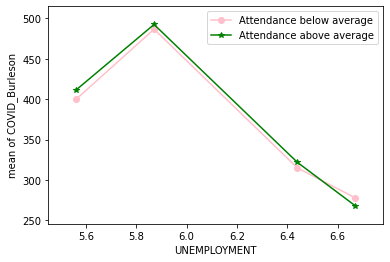 500
450
400
350
300
250
mean of COVID_Burleson
Attendance below average
Attendance above average
5.6 5.8 6.0 6.2 6.4 6.6
UNEMPLOYMENT